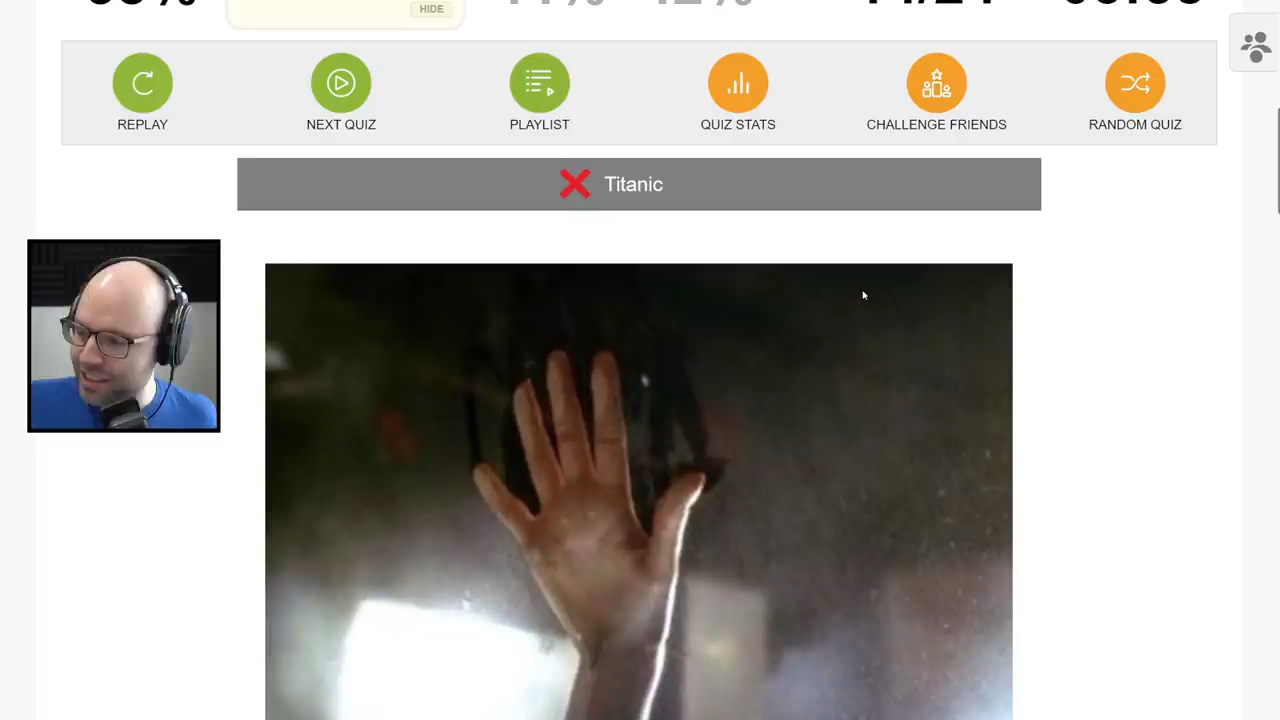 HIDE
REPLAY
NEXT QUIZ
PLAYLIST
QUIZ STATS
CHALLENGE FRIENDS
RANDOM QUIZ
Titanic